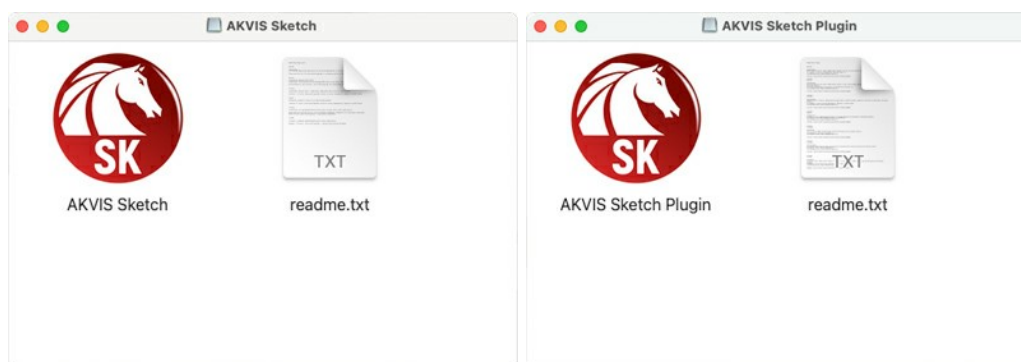 AKVIS Sketch
SK
TXT
AKVIS Sketch
readme.txt
AKVIS Sketch Plugin
SK
TXT
AKVIS Sketch Plugin
readme.txt